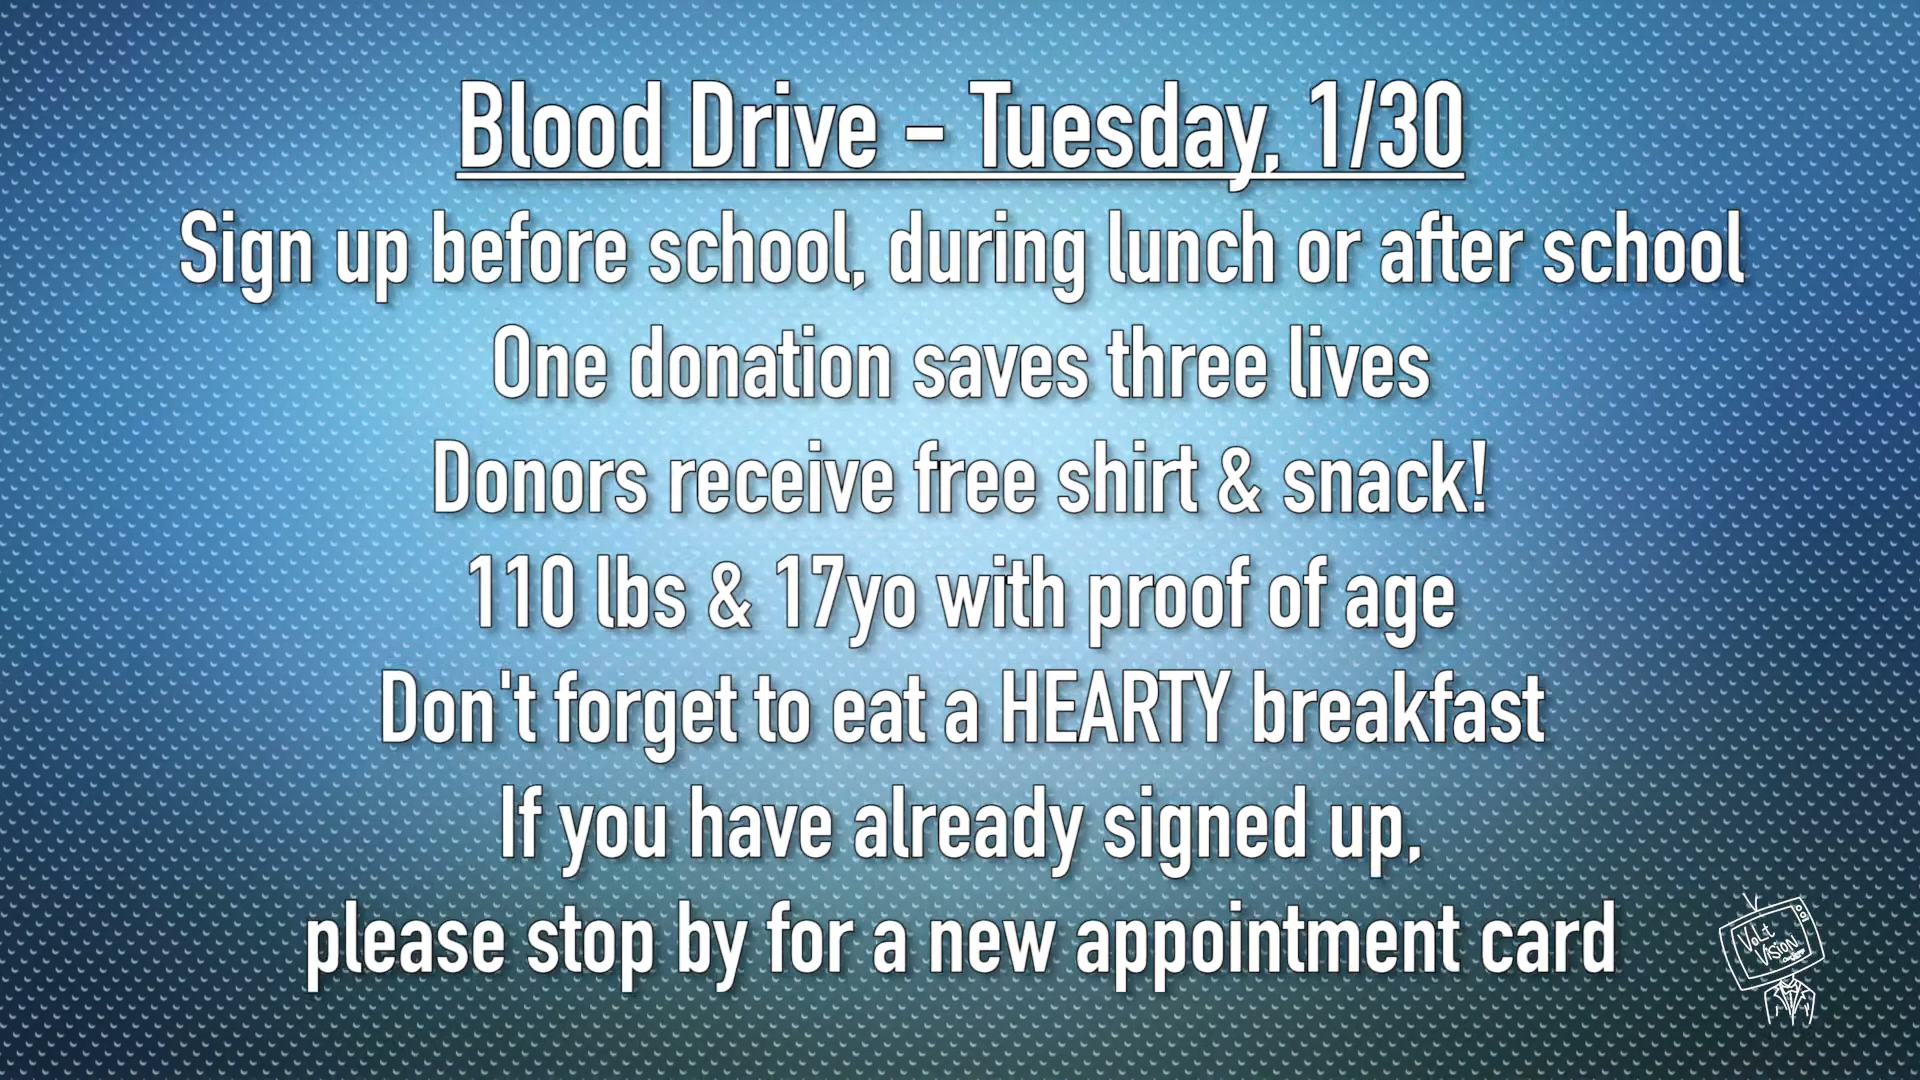 Blood Drive – Tuesday, 1/30
Sign up before school, during lunch or after school
One donation saves three lives
Donors receive free shirt & snack!
110 lbs & 17yo with proof of age
Don't forget to eat a HEARTY breakfast
If you have already signed up,
please stop by for a new appointment card
Volt
Vision